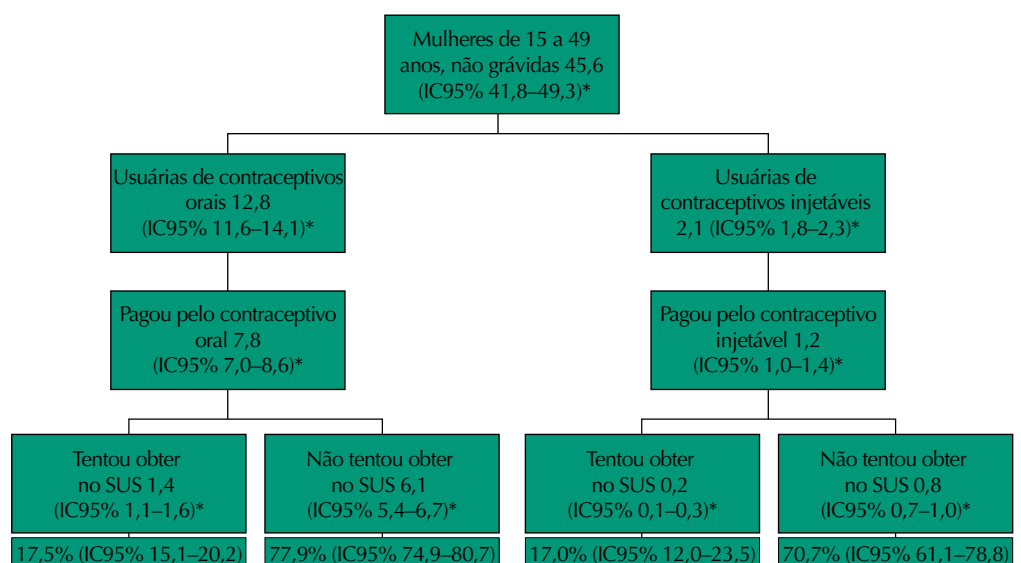 Mulheres de 15 a 49
anos, não grávidas 45,6
(IC95% 41,8–49,3)*
Usuárias de contraceptivos
orais 12,8
(IC95% 11,6–14,1)*
Usuárias de
contraceptivos injetáveis
2,1 (IC95% 1,8–2,3)*
Pagou pelo contraceptivo
oral 7,8
(IC95% 7,0–8,6)*
Pagou pelo contraceptivo
injetável 1,2
(IC95% 1,0–1,4)*
Tentou obter
no SUS 1,4
(IC95% 1,1–1,6)*
Não tentou obter
no SUS 6,1
(IC95% 5,4–6,7)*
Tentou obter
no SUS 0,2
(IC95% 0,1–0,3)*
Não tentou obter
no SUS 0,8
(IC95% 0,7–1,0)*
17,5% (IC95% 15,1–20,2)
77,9% (IC95% 74,9–80,7)
17,0% (IC95% 12,0–23,5)
70,7% (IC95% 61,1–78,8)